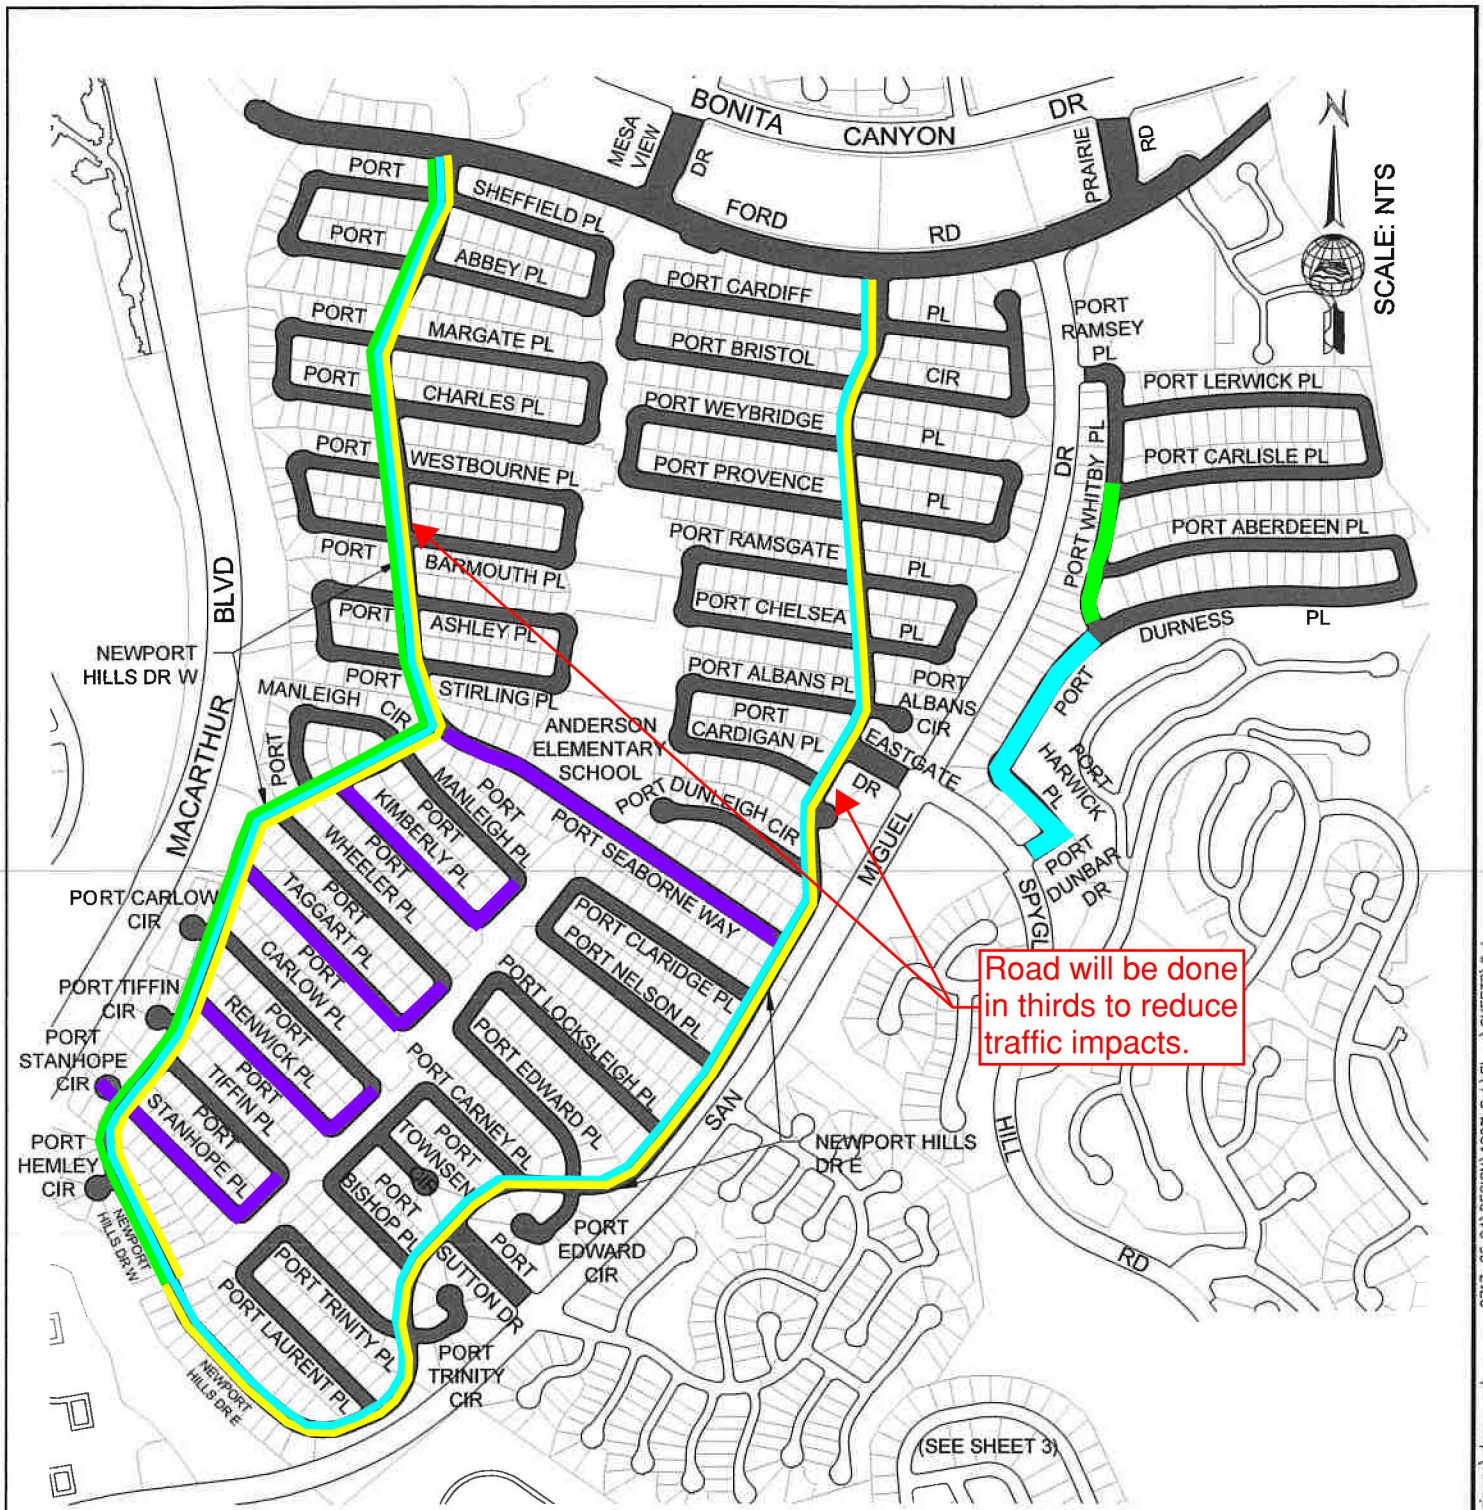 BONITA
CANYON
DR
MESA
VIEW
DR
PRAIRIE
RD
N
SCALE: NTS
FORD
RD
PORT
SHEFFIELD PL
PORT
ABBEY PL
PORT
MARGATE PL
PORT
CHARLES PL
PORT
WESTBOURNE PL
PORT
BARMOUTH PL
PORT
ASHLEY PL
PORT
STIRLING PL
PORT CARDIFF
PL
PORT BRISTOL
CIR
PORT WEYBRIDGE
PL
PORT PROVENCE
PL
PORT RAMSGATE
PL
PORT CHELSEA
PL
PORT ALBANS PL
PORT
ALBANS
CIR
PORT
CARDIGAN PL
EASTGATE
DR
PORT DUNLEIGH
CIR
PORT
RAMSEY
PL
PORT LERWICK PL
PORT CARLISLE PL
PORT WHITBY PL
PORT ABERDEEN PL
DURNESS
PL
PORT
DR
PORT
HARWICK
PL
PORT
DUNBAR
DR
MACARTHUR
BLVD
NEWPORT
HILLS DR W
PORT
MANLEIGH
CIR
ANDERSON
ELEMENTARY
SCHOOL
PORT
MANLEIGH PL
PORT
KIMBERLY PL
PORT
WHEELER PL
PORT
TAGGART PL
PORT
CARLOW PL
PORT
RENWICK PL
PORT
TIFFIN PL
PORT
STANHOPE PL
PORT
PORT SEABORNE WAY
PORT CARLOW
CIR
PORT TIFFIN
CIR
PORT
STANHOPE
CIR
PORT
HEMLEY
CIR
NEWPORT
HILLS DR W
PORT CLARIDGE PL
PORT NELSON PL
PORT LOCKSLEIGH PL
PORT EDWARD PL
PORT CARNEY PL
PORT
TOWNSEN
CIR
PORT
BISHOP PL
PORT
SUTTON DR
PORT
EDWARD
CIR
PORT TRINITY PL
PORT LAURENT PL
PORT
TRINITY
CIR
NEWPORT
HILLS DR E
NEWPORT HILLS
DR E
SAN
MIGUEL
SPYGL
HILL
RD
Road will be done
in thirds to reduce
traffic impacts.
(SEE SHEET 3)